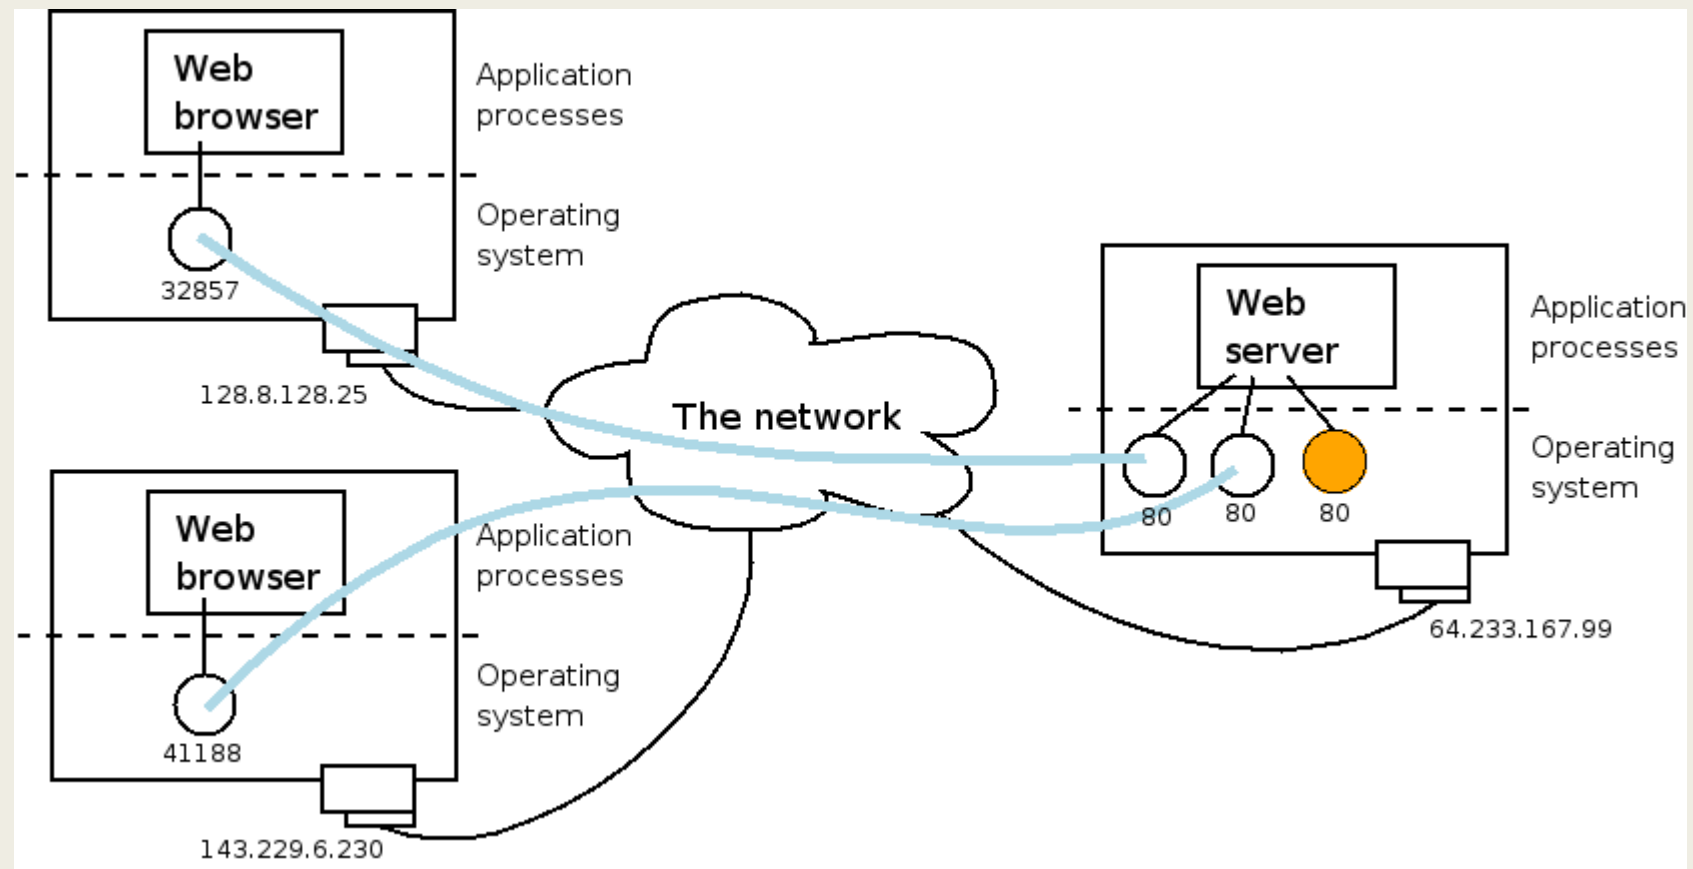 Web
browser
Application
processes
Operating
system
32857
128.8.128.25
The network
Web
server
Application
processes
Operating
system
80
80
80
64.233.167.99
Web
browser
Application
processes
Operating
system
41188
143.229.6.230